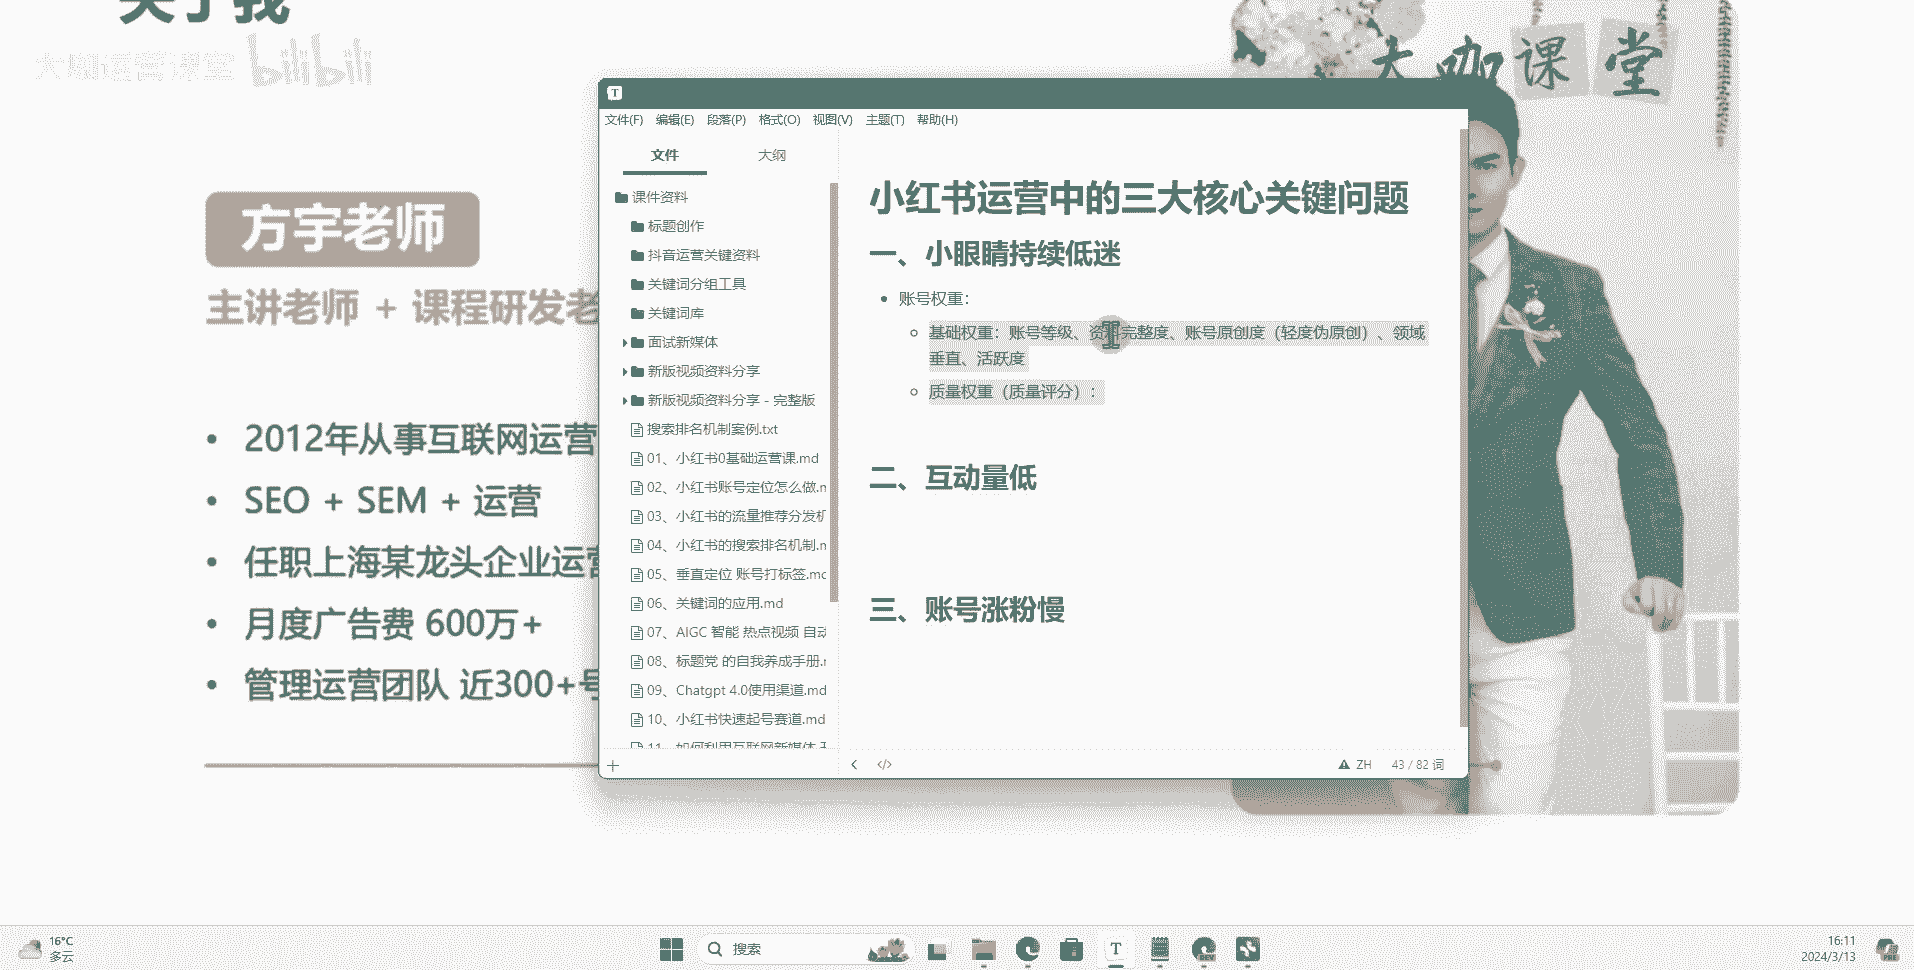 关于我
大咖运营课堂 bilibili
大咖课堂
方宇老师
主讲老师 + 课程研发老
2012年从事互联网运营
SEO + SEM + 运营
任职上海某龙头企业运营
月度广告费 600万+
管理运营团队 近300+号
T
文件(F) 编辑(E) 段落(P) 格式(O) 视图(V) 主题(T) 帮助(H)
文件 大纲
课件资料
标题创作
抖音运营关键资料
关键词分组工具
关键词库
面试新媒体
新版视频资料分享
新版视频资料分享 - 完整版
搜索排名机制案例.txt
01、小红书0基础运营课.md
02、小红书账号定位怎么做.m
03、小红书的流量推荐分发机
04、小红书的搜索排名机制.m
05、垂直定位 账号打标签.md
06、关键词的应用.md
07、AIGC 智能 热点视频 自动
08、标题党 的自我养成手册.m
09、Chatgpt 4.0使用渠道.md
10、小红书快速起号赛道.md
11、如何利用互联网新媒体
小红书运营中的三大核心关键问题
一、小眼睛持续低迷
账号权重：
基础权重：账号等级、资料完整度、账号原创度（轻度伪原创）、领域
垂直、活跃度
质量权重（质量评分）：
二、互动量低
三、账号涨粉慢
ZH 43 / 82 词
16°C
多云
搜索
T
DEV
16:11
2024/3/13
PRE